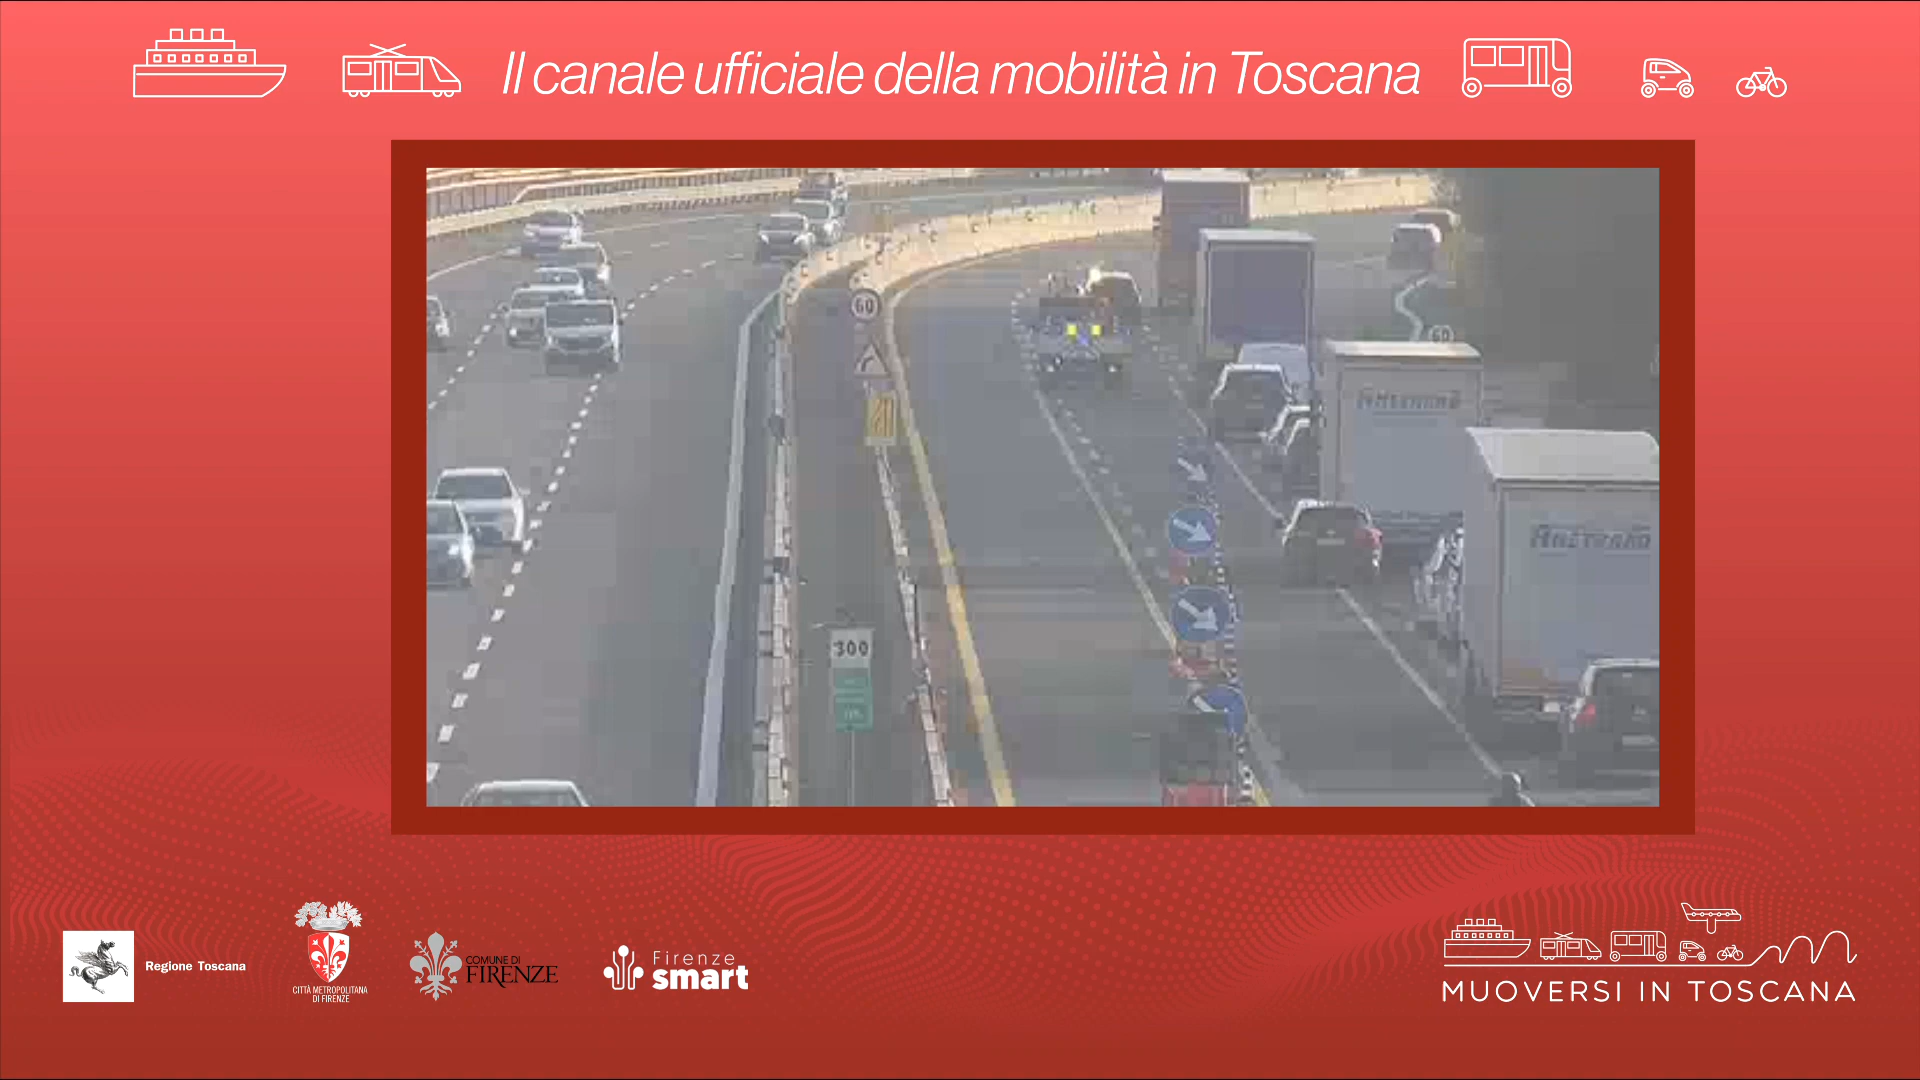 Il canale ufficiale della mobilità in Toscana
60
60
300
Regione Toscana
CITTÀ METROPOLITANA
DI FIRENZE
COMUNE DI
FIRENZE
Firenze
smart
MUOVERSI IN TOSCANA